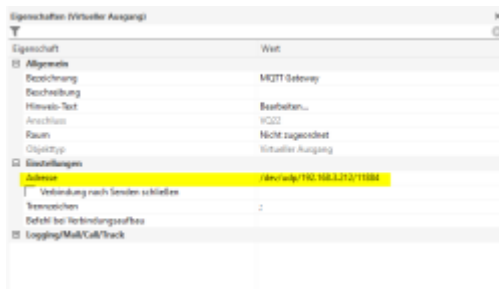 Eigenschaften (Virtueller Ausgang)
Eigenschaft Wert
Allgemein
Bezeichnung MQTT Gateway
Beschreibung
Hinweis-Text Bearbeiten...
Anschluss VQ22
Raum Nicht zugeordnet
Objekttyp Virtueller Ausgang
Einstellungen
Adresse /dev/udp/192.168.3.212/11884
Verbindung nach Senden schließen
Trennzeichen ;
Befehl bei Verbindungsaufbau
Logging/Mail/Call/Track